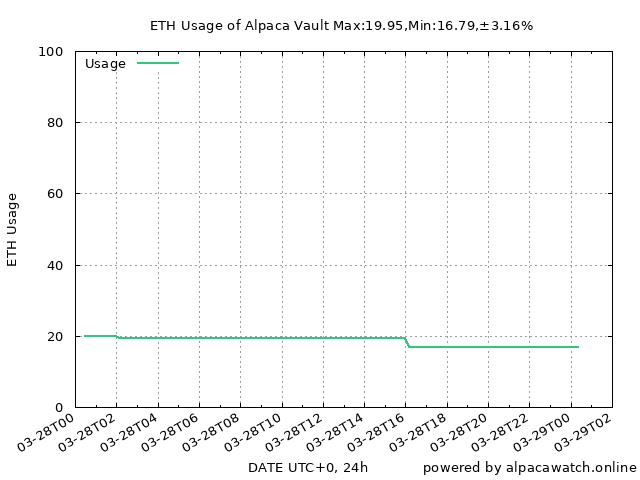 ETH Usage of Alpaca Vault Max:19.95,Min:16.79,±3.16%
Usage
ETH Usage
100
80
60
40
20
0
03-28T00
03-28T02
03-28T04
03-28T06
03-28T08
03-28T10
03-28T12
03-28T14
03-28T16
03-28T18
03-28T20
03-28T22
03-29T00
03-29T02
DATE UTC+0, 24h
powered by alpacawatch.online